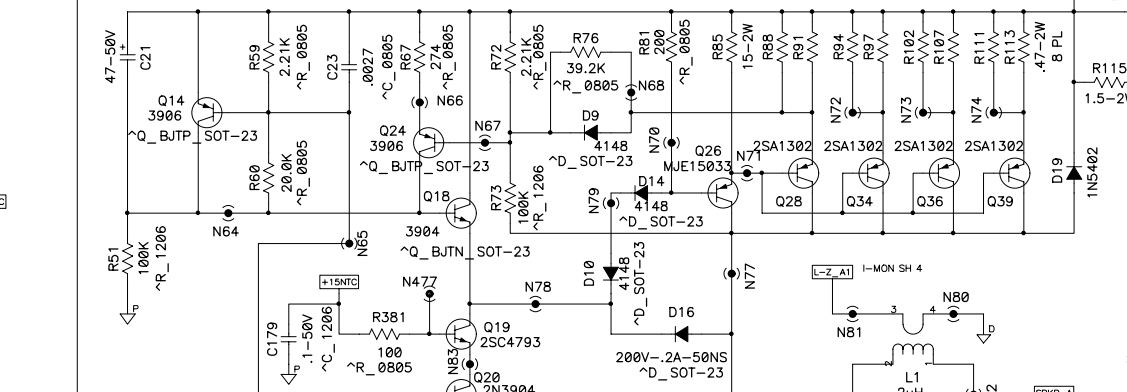 47-50V
C21
R59
2.21K
^R_0805
C23
.0027
^C_0805
R67
274
^R_0805
R72
2.21K
^R_0805
R76
39.2K
^R_0805
R81
200
^R_0805
R85
15-2W
R88
R91
R94
R97
R102
R107
R111
R113
.47-2W
8 PL
R115
1.5-2W
Q14
3906
^Q_BJTP_SOT-23
N66
Q24
3906
^Q_BJTP_SOT-23
N67
N68
D9
4148
^D_SOT-23
N70
Q26
MJE15033
N71
N72
N73
N74
2SA1302
2SA1302
2SA1302
2SA1302
Q28
Q34
Q36
Q39
D19
1N5402
R60
20.0K
^R_0805
Q18
3904
^Q_BJTN_SOT-23
R73
100K
^R_1206
N79
D14
4148
^D_SOT-23
N64
N65
R51
100K
^R_1206
P
D10
4148
^D_SOT-23
N77
L-Z_A1
I-MON SH 4
+15NTC
N477
N78
C179
.1-50V
^C_1206
P
R381
100
^R_0805
Q19
2SC4793
N83
Q20
2N3904
D16
200V-.2A-50NS
^D_SOT-23
N81
3
4
N80
D
2
1
L1